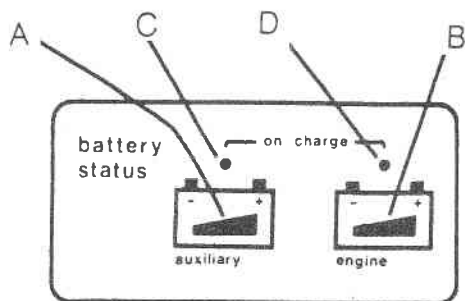 A C D B
battery on charge
status
- + - +
auxiliary engine